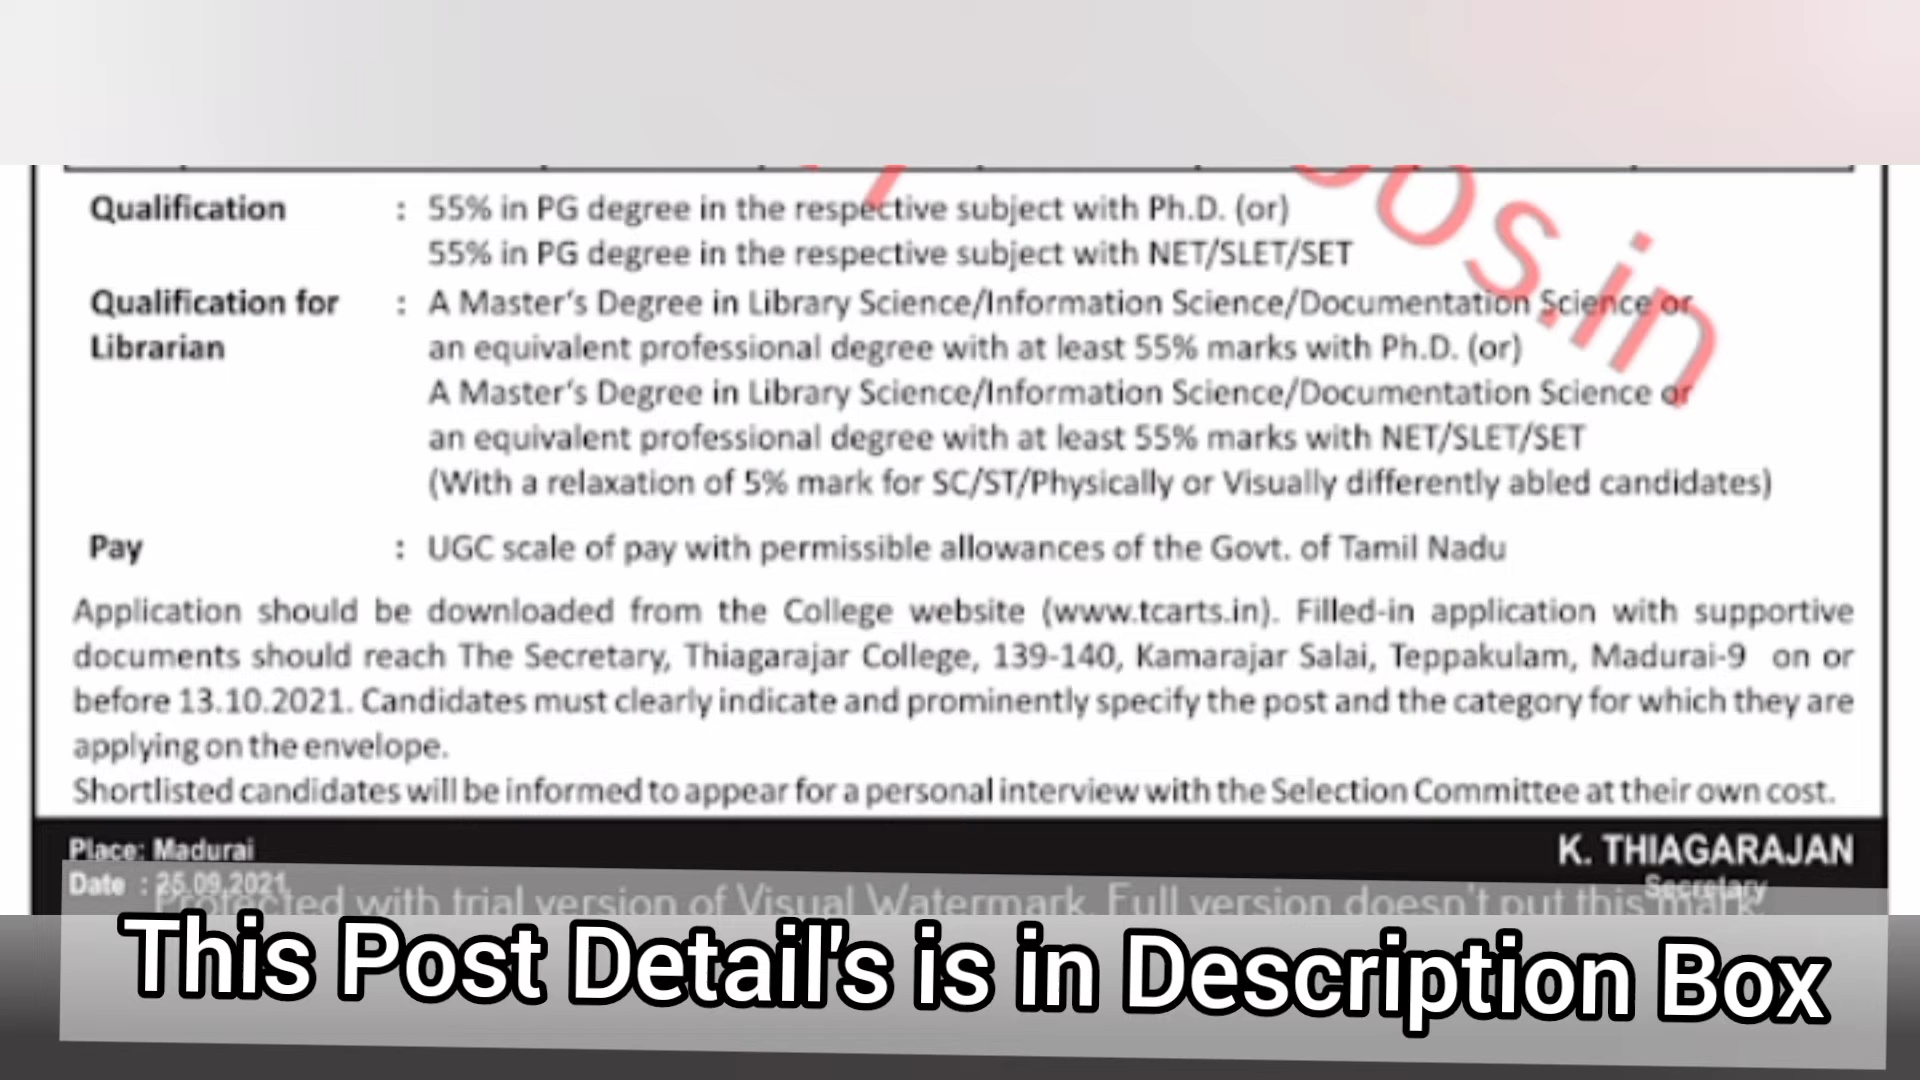 Qualification : 55% in PG degree in the respective subject with Ph.D. (or)
55% in PG degree in the respective subject with NET/SLET/SET
Qualification for Librarian : A Master's Degree in Library Science/Information Science/Documentation Science or
an equivalent professional degree with at least 55% marks with Ph.D. (or)
A Master's Degree in Library Science/Information Science/Documentation Science or
an equivalent professional degree with at least 55% marks with NET/SLET/SET
(With a relaxation of 5% mark for SC/ST/Physically or Visually differently abled candidates)
Pay : UGC scale of pay with permissible allowances of the Govt. of Tamil Nadu
Application should be downloaded from the College website (www.tcarts.in). Filled-in application with supportive
documents should reach The Secretary, Thiagarajar College, 139-140, Kamarajar Salai, Teppakulam, Madurai-9 on or
before 13.10.2021. Candidates must clearly indicate and prominently specify the post and the category for which they are
applying on the envelope.
Shortlisted candidates will be informed to appear for a personal interview with the Selection Committee at their own cost.
Place: Madurai
K. THIAGARAJAN
Date : 25.09.2021
Secretary
Protected with trial version of Visual Watermark. Full version doesn't put this mark.
This Post Detail's is in Description Box